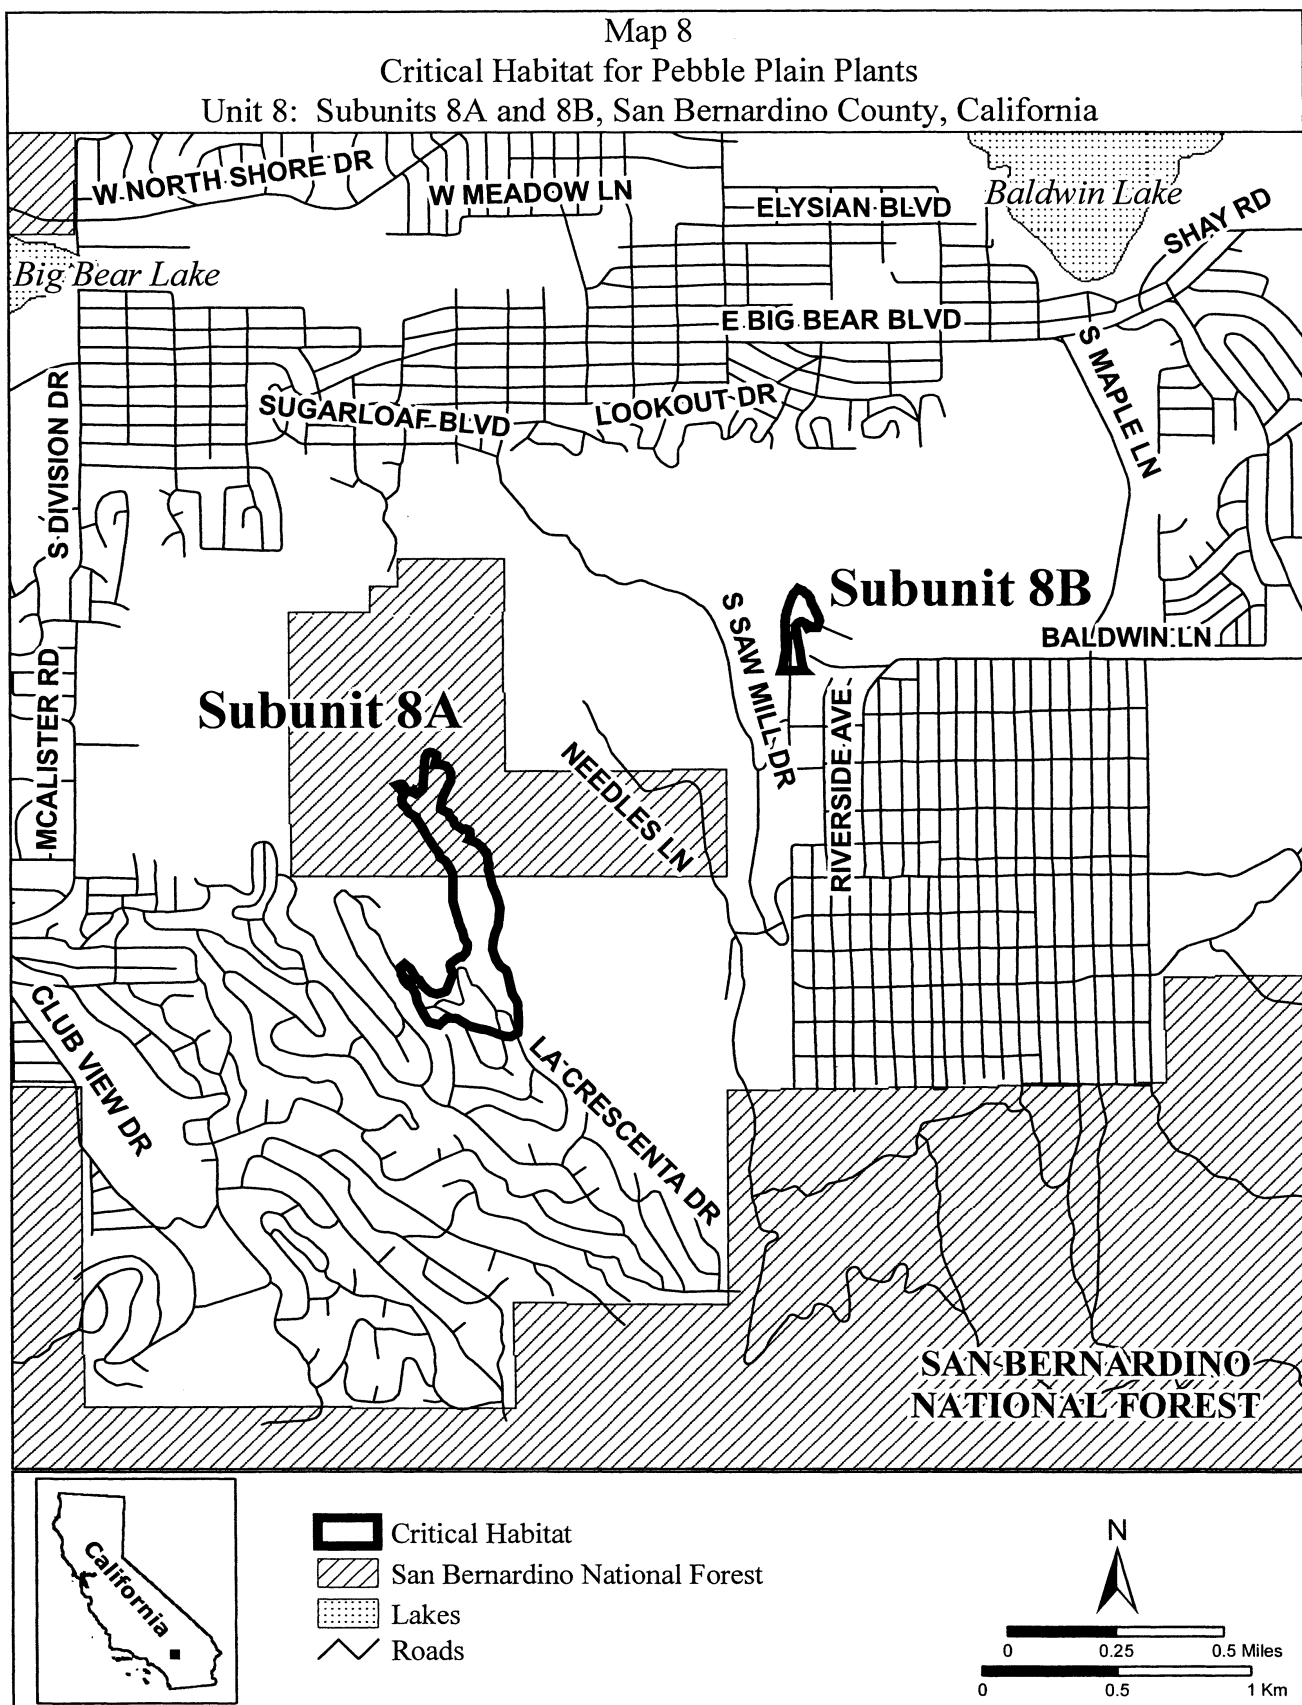 Map 8
Critical Habitat for Pebble Plain Plants
Unit 8: Subunits 8A and 8B, San Bernardino County, California
W NORTH SHORE DR
W MEADOW LN
ELYSIAN BLVD
Baldwin Lake
SHAY RD
Big Bear Lake
E BIG BEAR BLVD
S MAPLE LN
S DIVISION DR
SUGARLOAF BLVD
LOOKOUT DR
Subunit 8B
S SAW MILL DR
BALDWIN LN
MCALISTER RD
Subunit 8A
NEEDLES LN
RIVERSIDE AVE
CLUB VIEW DR
LA CRESCENTA DR
SAN BERNARDINO
NATIONAL FOREST
California
Critical Habitat
San Bernardino National Forest
Lakes
Roads
N
0 0.25 0.5 Miles
0 0.5 1 Km